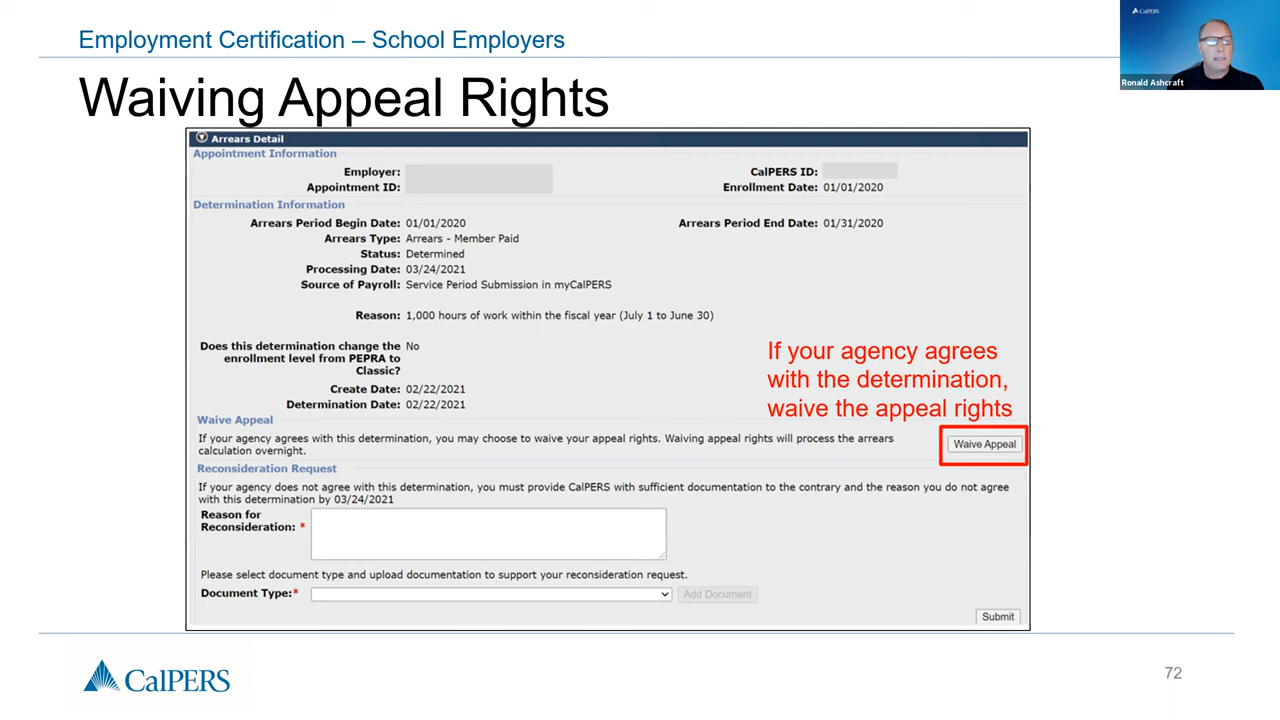 Employment Certification – School Employers
CalPERS
Ronald Ashcraft
Waiving Appeal Rights
Arrears Detail
Appointment Information
Employer:
CalPERS ID:
Appointment ID:
Enrollment Date: 01/01/2020
Determination Information
Arrears Period Begin Date: 01/01/2020
Arrears Period End Date: 01/31/2020
Arrears Type: Arrears - Member Paid
Status: Determined
Processing Date: 03/24/2021
Source of Payroll: Service Period Submission in myCalPERS
Reason: 1,000 hours of work within the fiscal year (July 1 to June 30)
Does this determination change the No
enrollment level from PEPRA to
Classic?
Create Date: 02/22/2021
Determination Date: 02/22/2021
If your agency agrees
with the determination,
waive the appeal rights
Waive Appeal
If your agency agrees with this determination, you may choose to waive your appeal rights. Waiving appeal rights will process the arrears
calculation overnight.
Waive Appeal
Reconsideration Request
If your agency does not agree with this determination, you must provide CalPERS with sufficient documentation to the contrary and the reason you do not agree
with this determination by 03/24/2021
Reason for
Reconsideration: *
Please select document type and upload documentation to support your reconsideration request.
Document Type:*
Add Document
Submit
CalPERS
72